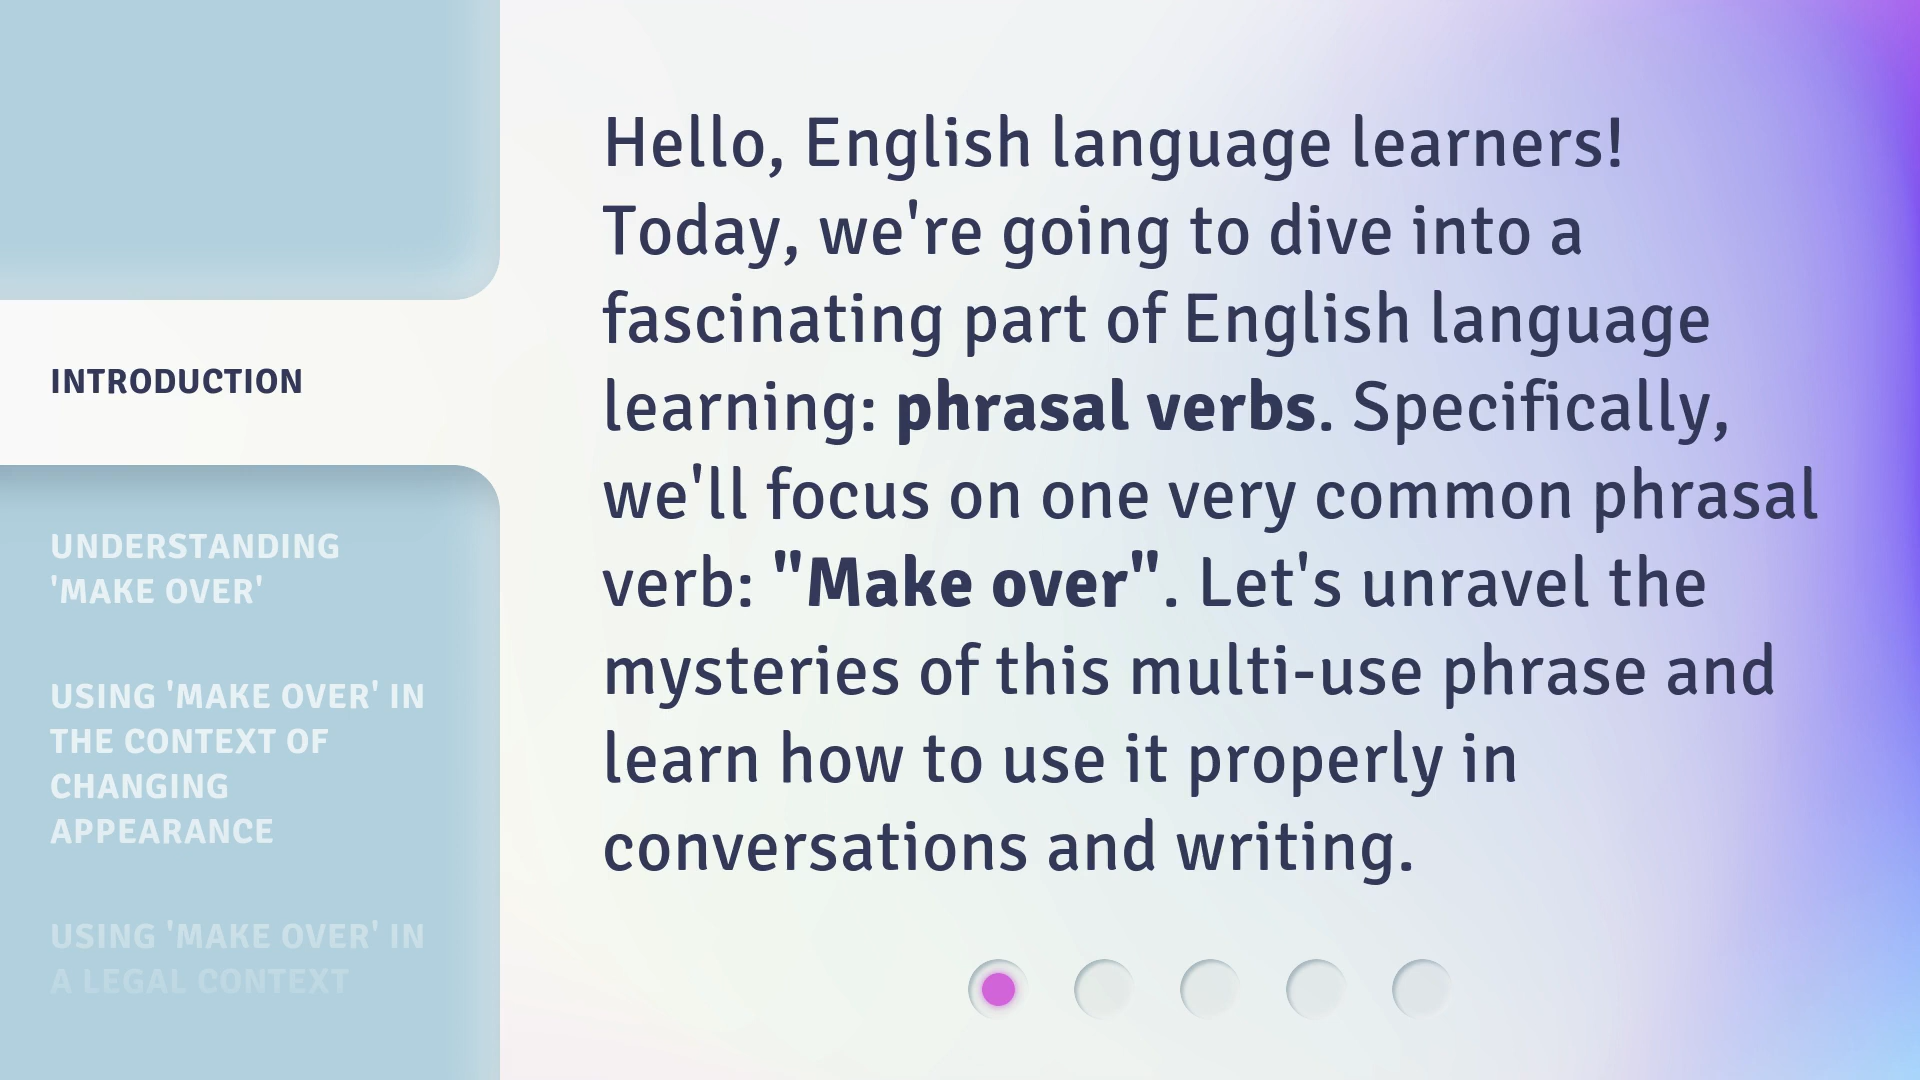 INTRODUCTION
UNDERSTANDING
'MAKE OVER'
USING 'MAKE OVER' IN
THE CONTEXT OF
CHANGING
APPEARANCE
USING 'MAKE OVER' IN
A LEGAL CONTEXT
Hello, English language learners!
Today, we're going to dive into a
fascinating part of English language
learning: phrasal verbs. Specifically,
we'll focus on one very common phrasal
verb: "Make over". Let's unravel the
mysteries of this multi-use phrase and
learn how to use it properly in
conversations and writing.